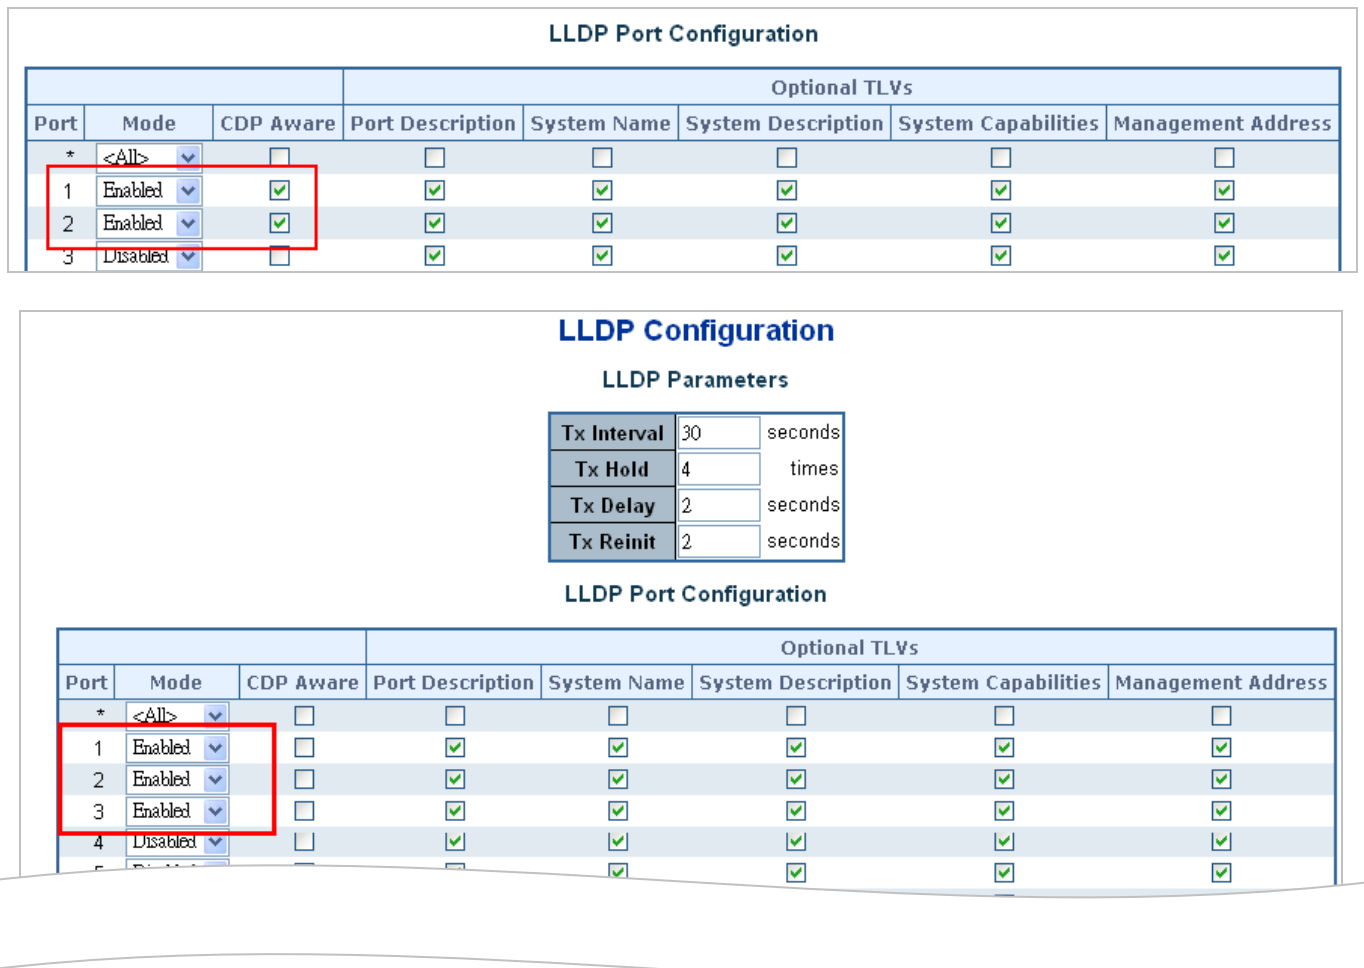 LLDP Port Configuration
Optional TLVs
Port Mode CDP Aware Port Description System Name System Description System Capabilities Management Address
* <All>
1 Enabled
2 Enabled
3 Disabled
LLDP Configuration
LLDP Parameters
Tx Interval 30 seconds
Tx Hold 4 times
Tx Delay 2 seconds
Tx Reinit 2 seconds
LLDP Port Configuration
Optional TLVs
Port Mode CDP Aware Port Description System Name System Description System Capabilities Management Address
* <All>
1 Enabled
2 Enabled
3 Enabled
4 Disabled